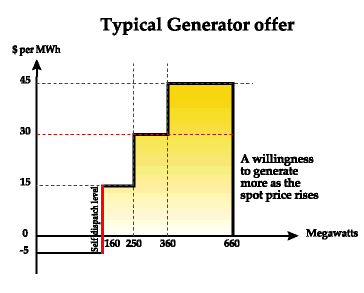 Typical Generator offer
$ per MWh
45
30
15
0
-5
Self dispatch level
160 250 360 660
Megawatts
A willingness
to generate
more as the
spot price rises